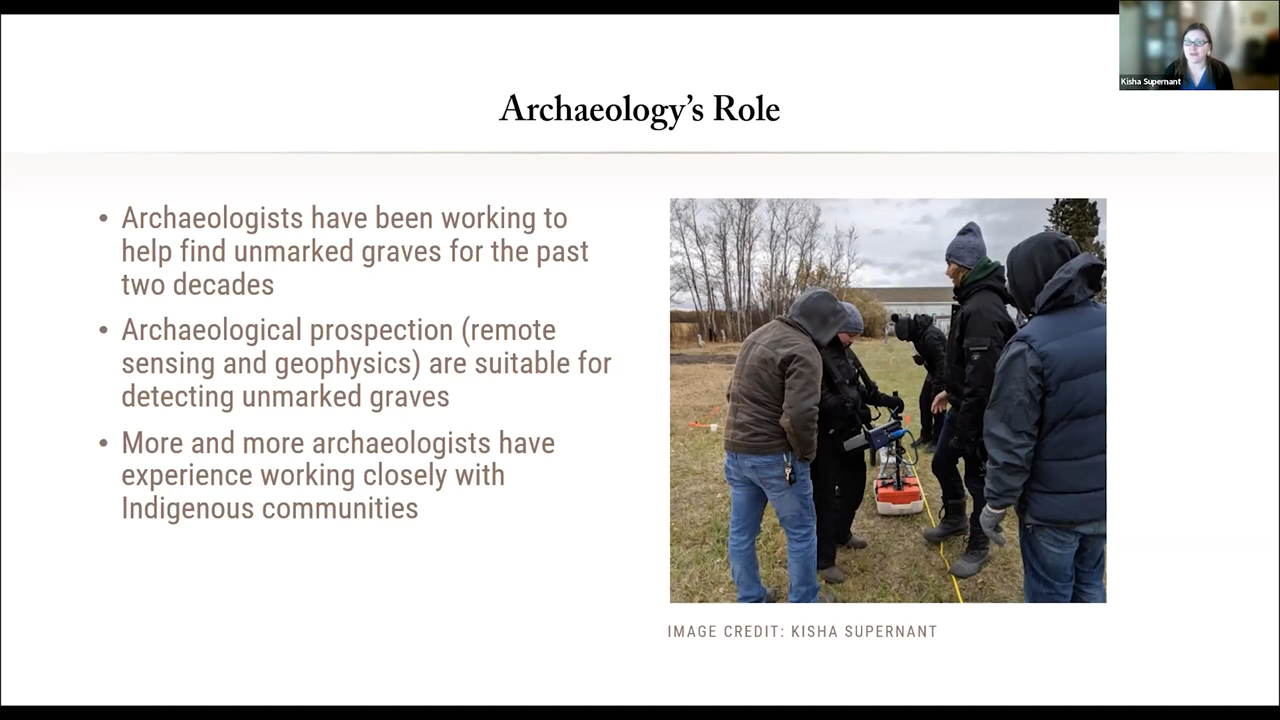 Kisha Supernant
Archaeology’s Role
• Archaeologists have been working to
help find unmarked graves for the past
two decades
• Archaeological prospection (remote
sensing and geophysics) are suitable for
detecting unmarked graves
• More and more archaeologists have
experience working closely with
Indigenous communities
IMAGE CREDIT: KISHA SUPERNANT